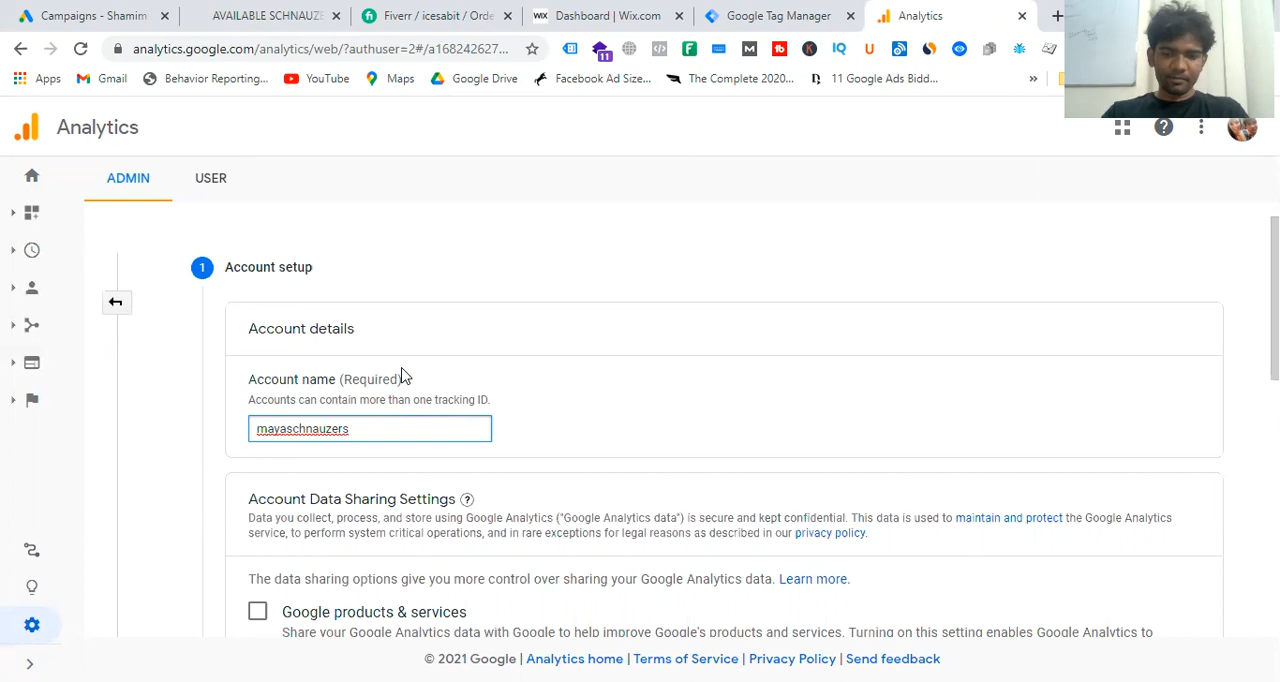 Campaigns - Shamim
AVAILABLE SCHNAUZE
Fiverr / icesabit / Orde
WIX Dashboard | Wix.com
Google Tag Manager
Analytics
analytics.google.com/analytics/web/?authuser=2#/a168242627...
11
Apps
Gmail
Behavior Reporting...
YouTube
Maps
Google Drive
Facebook Ad Size...
The Complete 2020...
11 Google Ads Bidd...
Analytics
ADMIN
USER
1 Account setup
Account details
Account name (Required)
Accounts can contain more than one tracking ID.
mayaschnauzers
Account Data Sharing Settings
Data you collect, process, and store using Google Analytics ("Google Analytics data") is secure and kept confidential. This data is used to maintain and protect the Google Analytics
service, to perform system critical operations, and in rare exceptions for legal reasons as described in our privacy policy.
The data sharing options give you more control over sharing your Google Analytics data. Learn more.
Google products & services
Share your Google Analytics data with Google to help improve Google's products and services. Turning on this setting enables Google Analytics to
© 2021 Google | Analytics home | Terms of Service | Privacy Policy | Send feedback